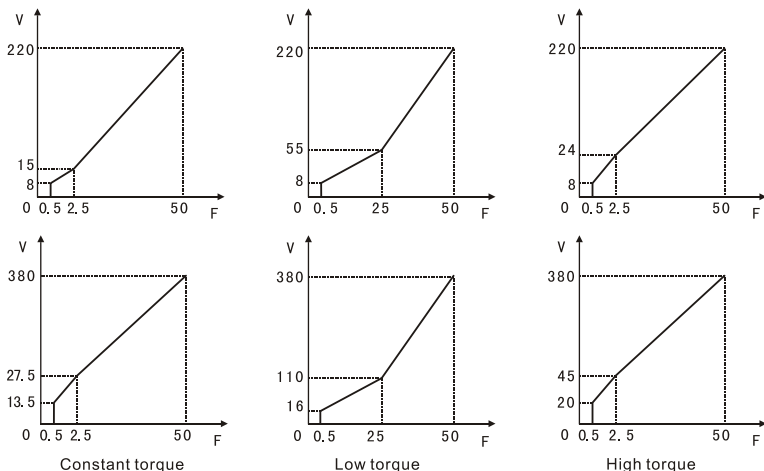 V V V
220 220 220
15 55 24
8 8 8
0 0.5 2.5 50 F 0 0.5 25 50 F 0 0.5 2.5 50 F
V V V
380 380 380
27.5 110 45
13.5 16 20
0 0.5 2.5 50 F 0 0.5 25 50 F 0 0.5 2.5 50 F
Constant torque Low torque High torque